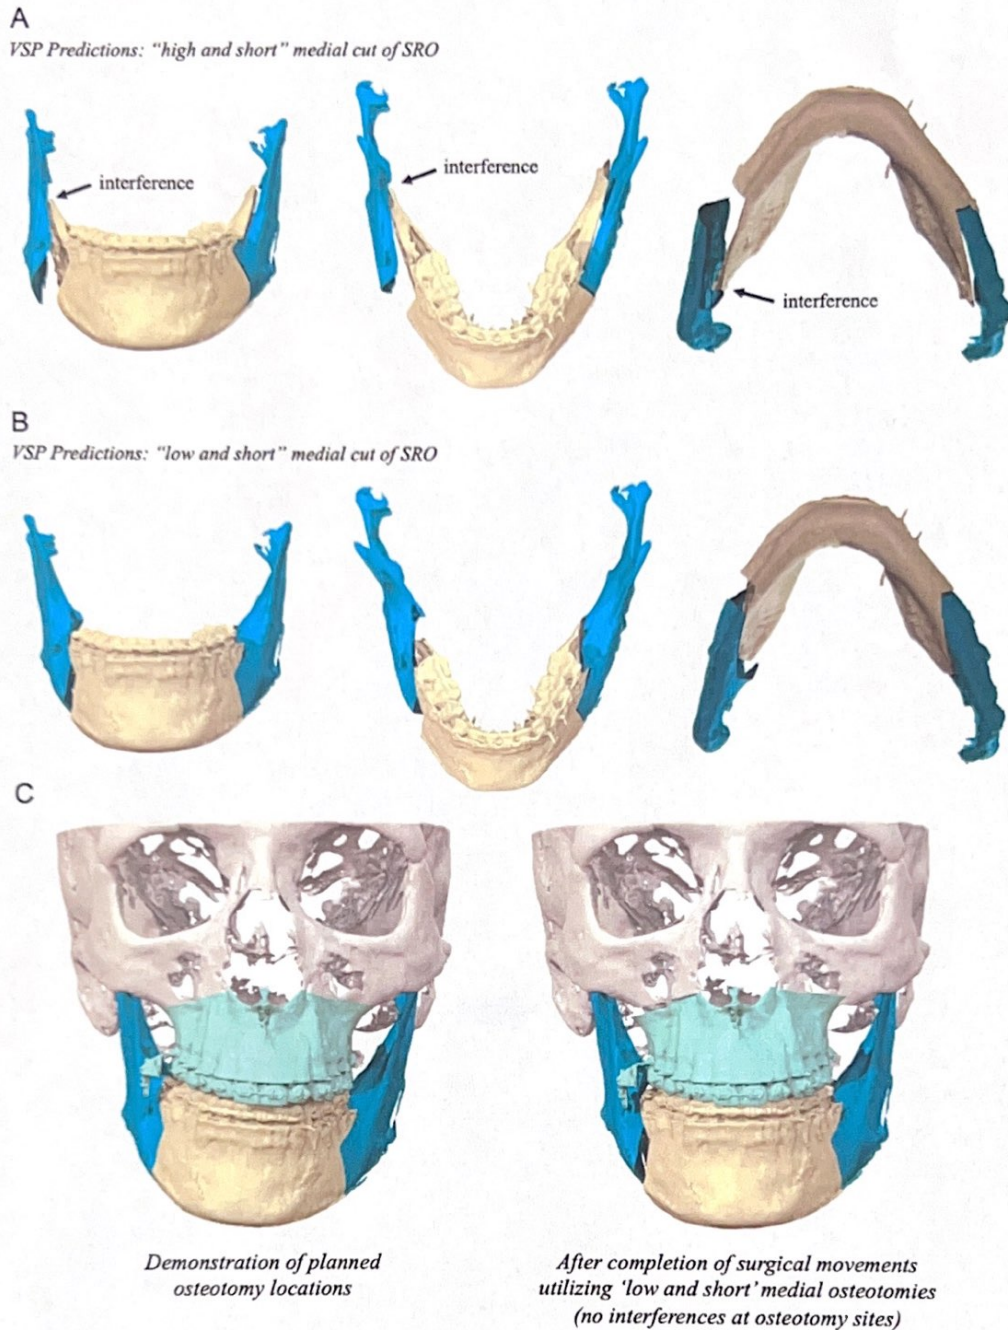 A
VSP Predictions: “high and short” medial cut of SRO
interference
interference
interference
B
VSP Predictions: “low and short” medial cut of SRO
C
Demonstration of planned
osteotomy locations
After completion of surgical movements
utilizing ‘low and short’ medial osteotomies
(no interferences at osteotomy sites)